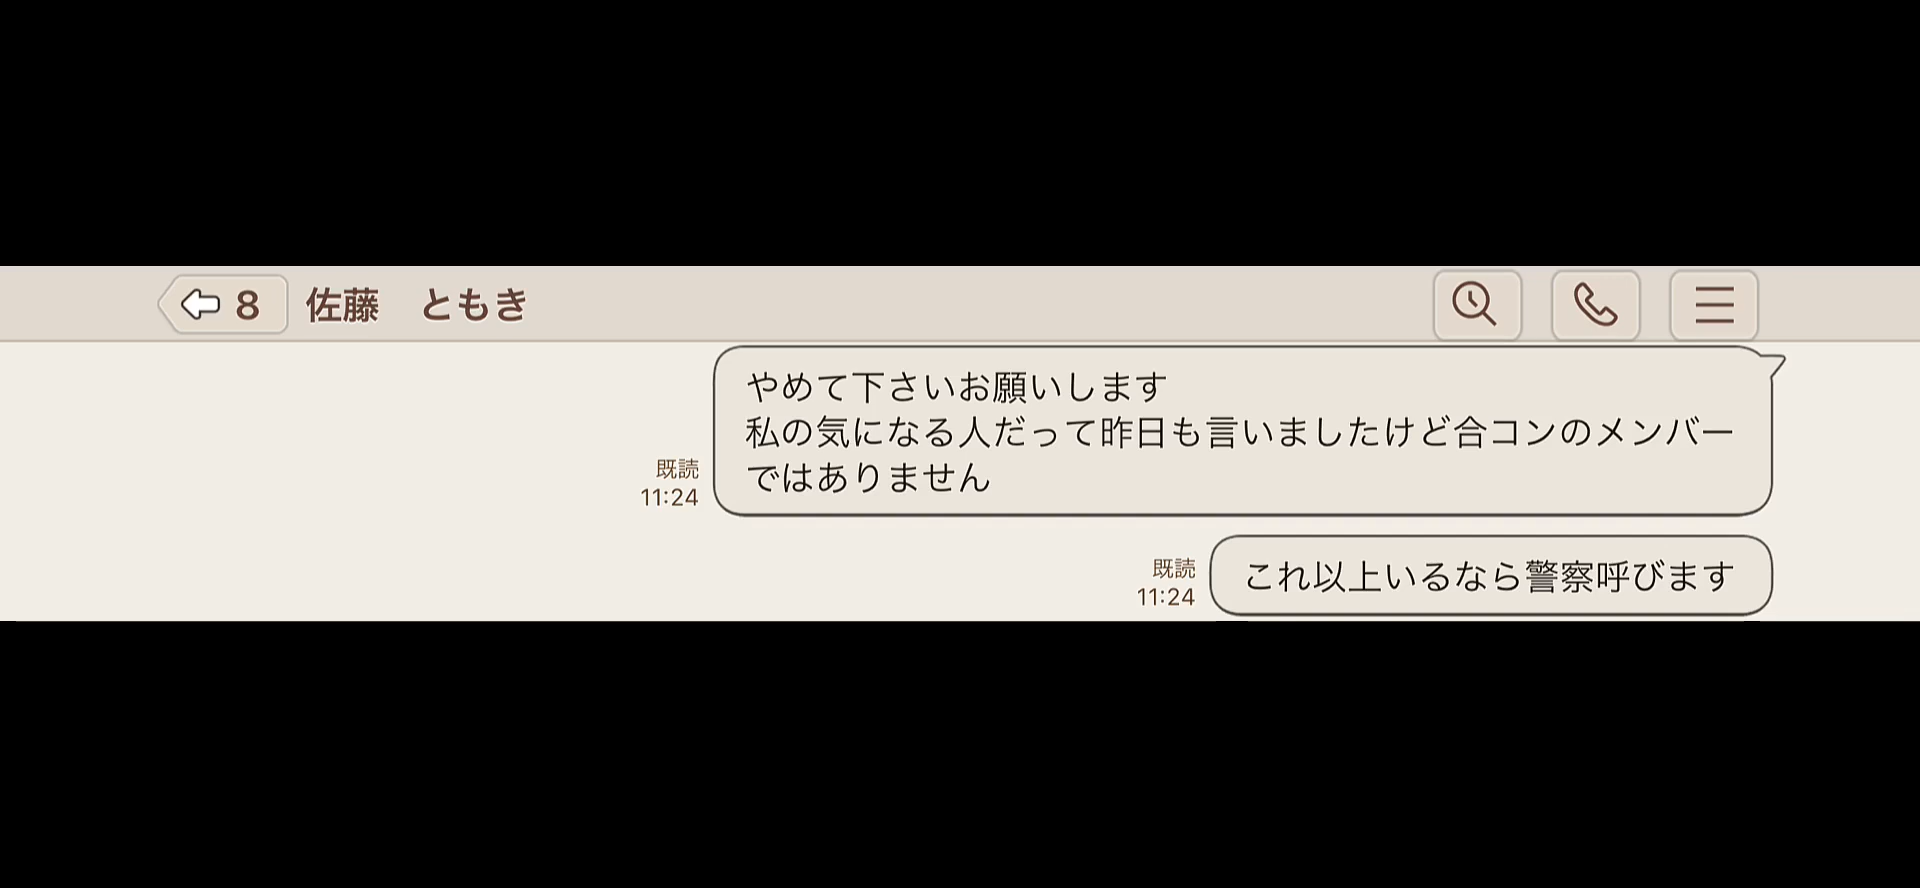 8 佐藤　ともき
やめて下さいお願いします
私の気になる人だって昨日も言いましたけど合コンのメンバー
ではありません
既読
11:24
これ以上いるなら警察呼びます
既読
11:24